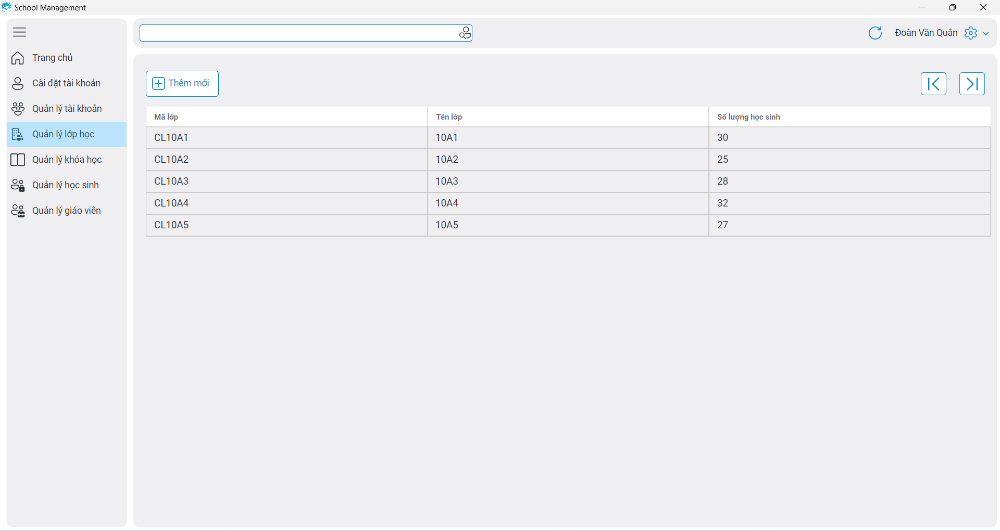 School Management
Đoàn Văn Quân
Trang chủ
Cài đặt tài khoản
Quản lý tài khoản
Quản lý lớp học
Quản lý khóa học
Quản lý học sinh
Quản lý giáo viên
Thêm mới
Mã lớp Tên lớp Số lượng học sinh
CL10A1 10A1 30
CL10A2 10A2 25
CL10A3 10A3 28
CL10A4 10A4 32
CL10A5 10A5 27